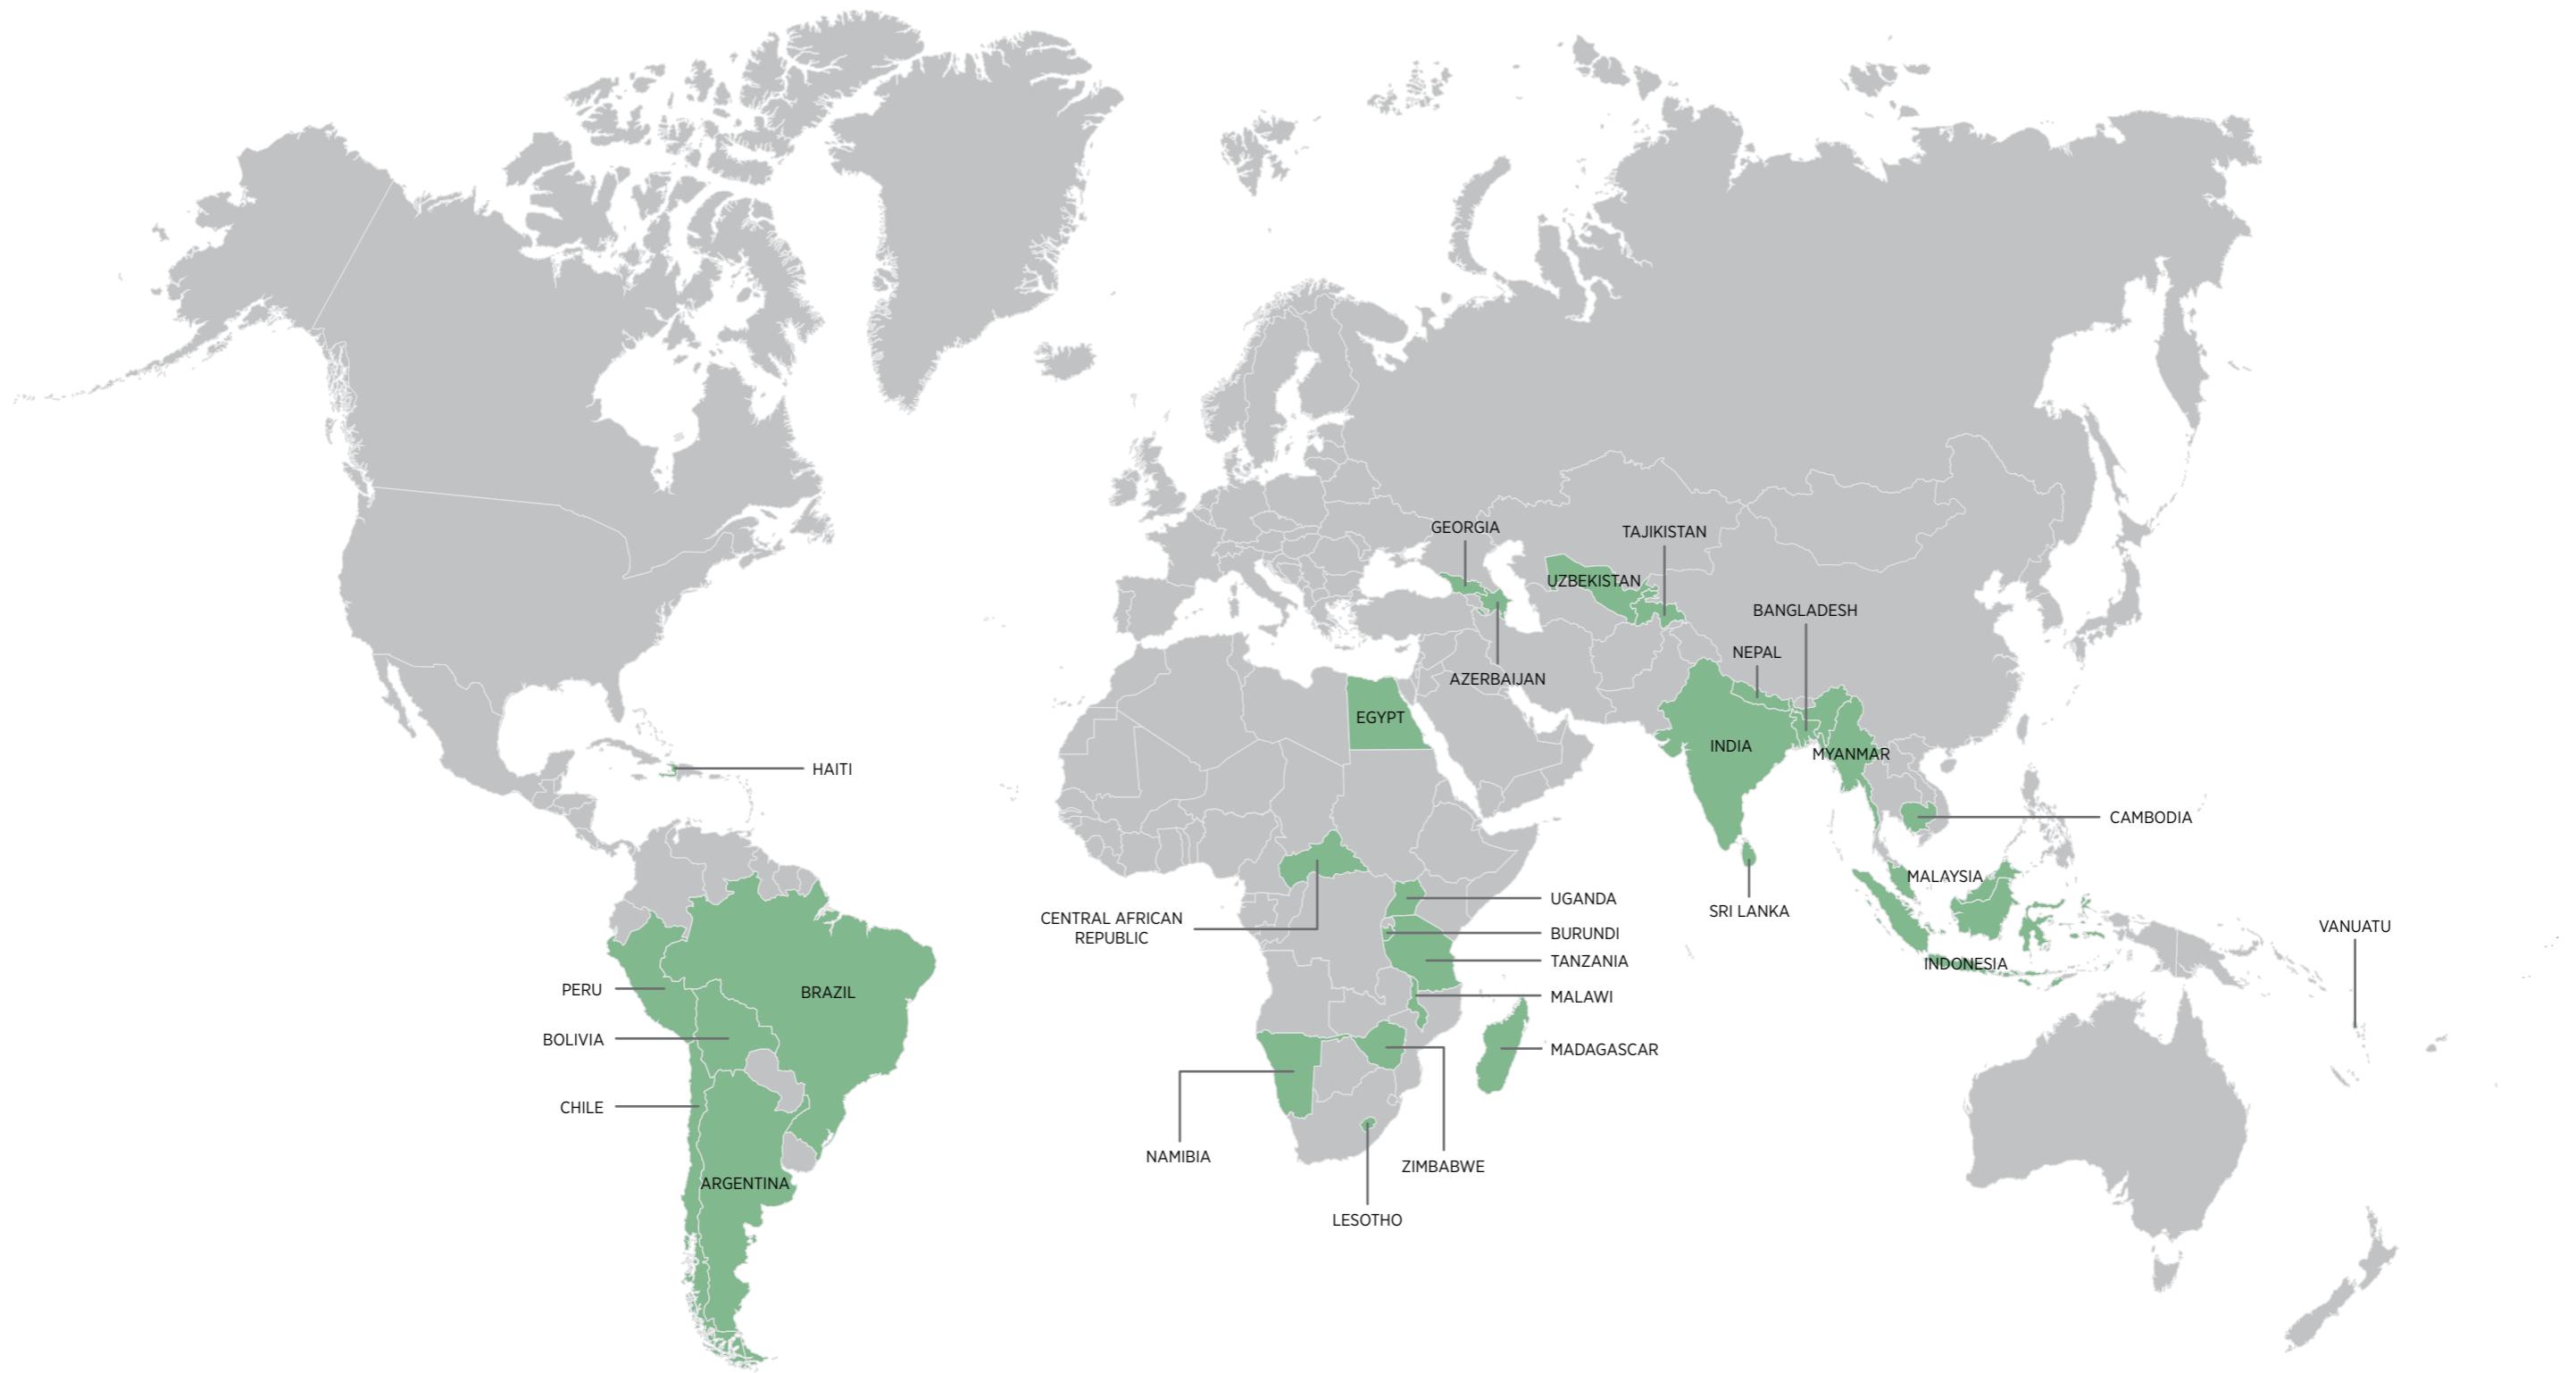 GEORGIA
TAJIKISTAN
UZBEKISTAN
BANGLADESH
NEPAL
AZERBAIJAN
EGYPT
INDIA
MYANMAR
HAITI
CAMBODIA
MALAYSIA
UGANDA
SRI LANKA
CENTRAL AFRICAN
REPUBLIC
VANUATU
BURUNDI
TANZANIA
INDONESIA
PERU
BRAZIL
MALAWI
BOLIVIA
MADAGASCAR
CHILE
NAMIBIA
ZIMBABWE
ARGENTINA
LESOTHO